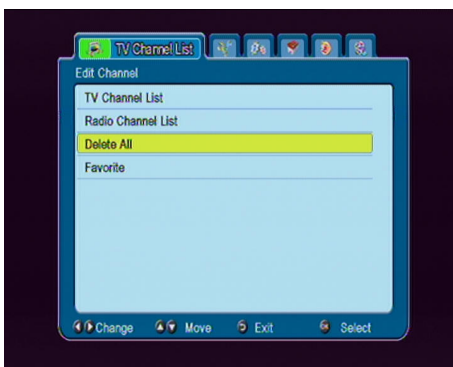 TV Channel List
Edit Channel
TV Channel List
Radio Channel List
Delete All
Favorite
Change Move Exit Select